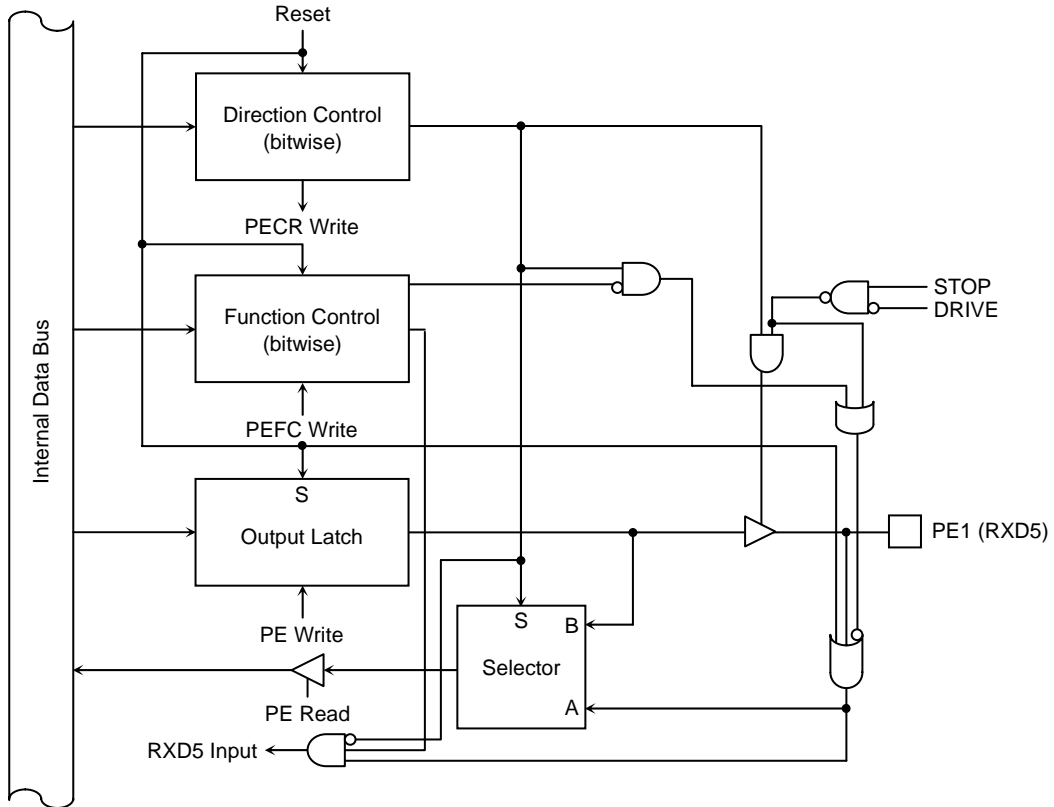 Reset
Direction Control
(bitwise)
PECR Write
STOP
DRIVE
Function Control
(bitwise)
PEFC Write
Internal Data Bus
S
Output Latch
PE1 (RXD5)
PE Write
S
B
Selector
A
PE Read
RXD5 Input